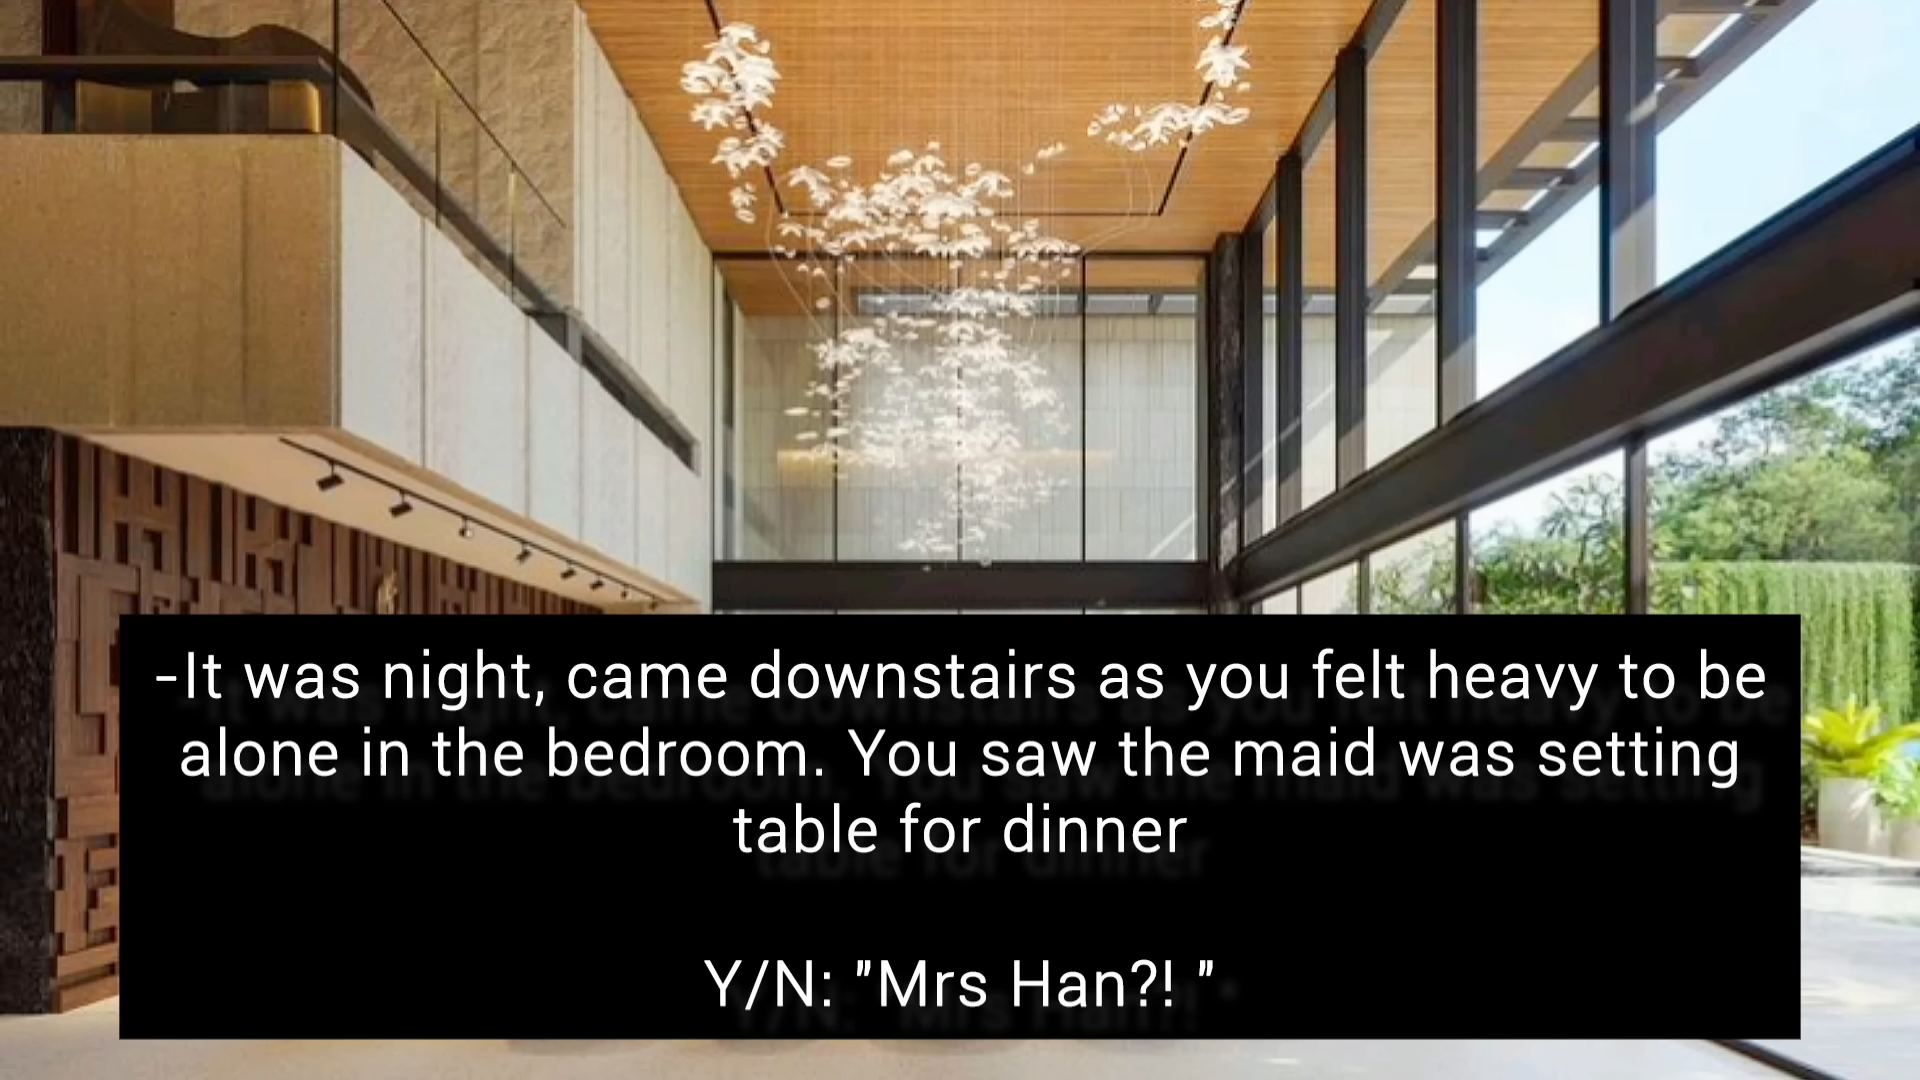 -It was night, came downstairs as you felt heavy to be
alone in the bedroom. You saw the maid was setting
table for dinner
Y/N: "Mrs Han?! "